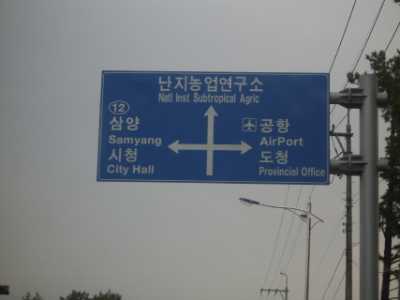 난지농업연구소
Natl Inst Subtropical Agric
12
삼양
Samyang
시청
City Hall
공항
AirPort
도청
Provincial Office